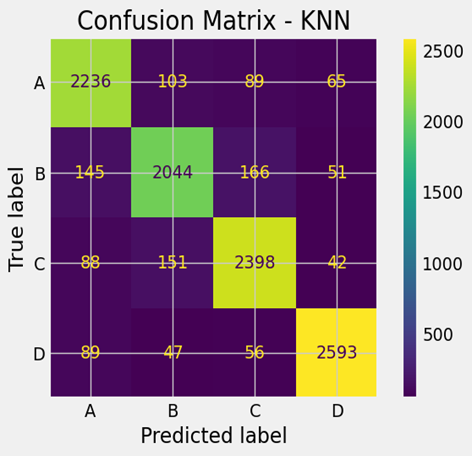 Confusion Matrix - KNN
A 2236 103 89 65
B 145 2044 166 51
C 88 151 2398 42
D 89 47 56 2593
A B C D
Predicted label
True label
2500
2000
1500
1000
500